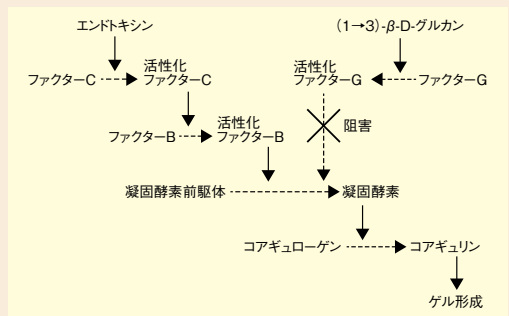 エンドトキシン
(1→3)-β-D-グルカン
ファクターC
活性化
ファクターC
活性化
ファクターG
ファクターG
ファクターB
活性化
ファクターB
阻害
凝固酵素前駆体
凝固酵素
コアギュローゲン
コアギュリン
ゲル形成